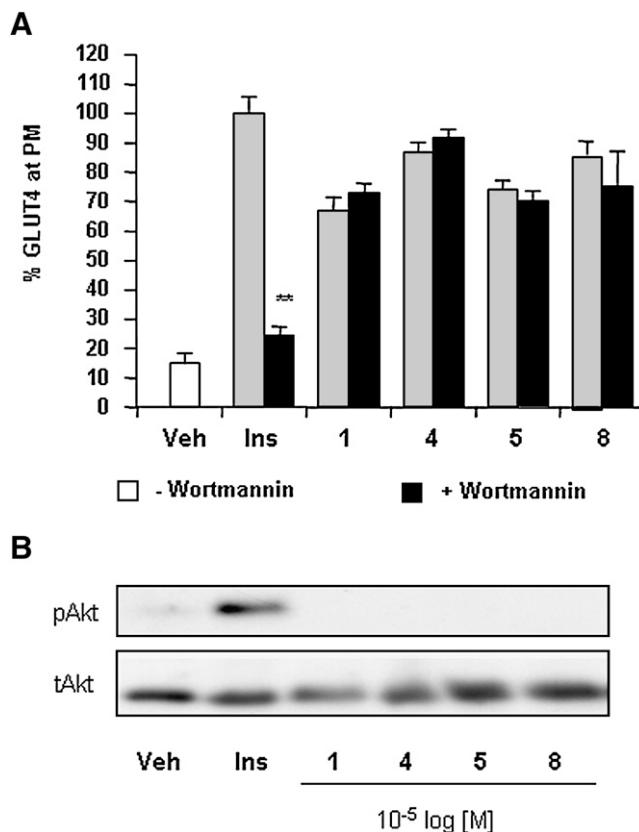 A
% GLUT4 at PM
120
110
100
90
80
70
60
50
40
30
20
10
0
**
Veh Ins 1 4 5 8
- Wortmannin + Wortmannin
B
pAkt
tAkt
Veh Ins 1 4 5 8
10⁻⁵ log [M]